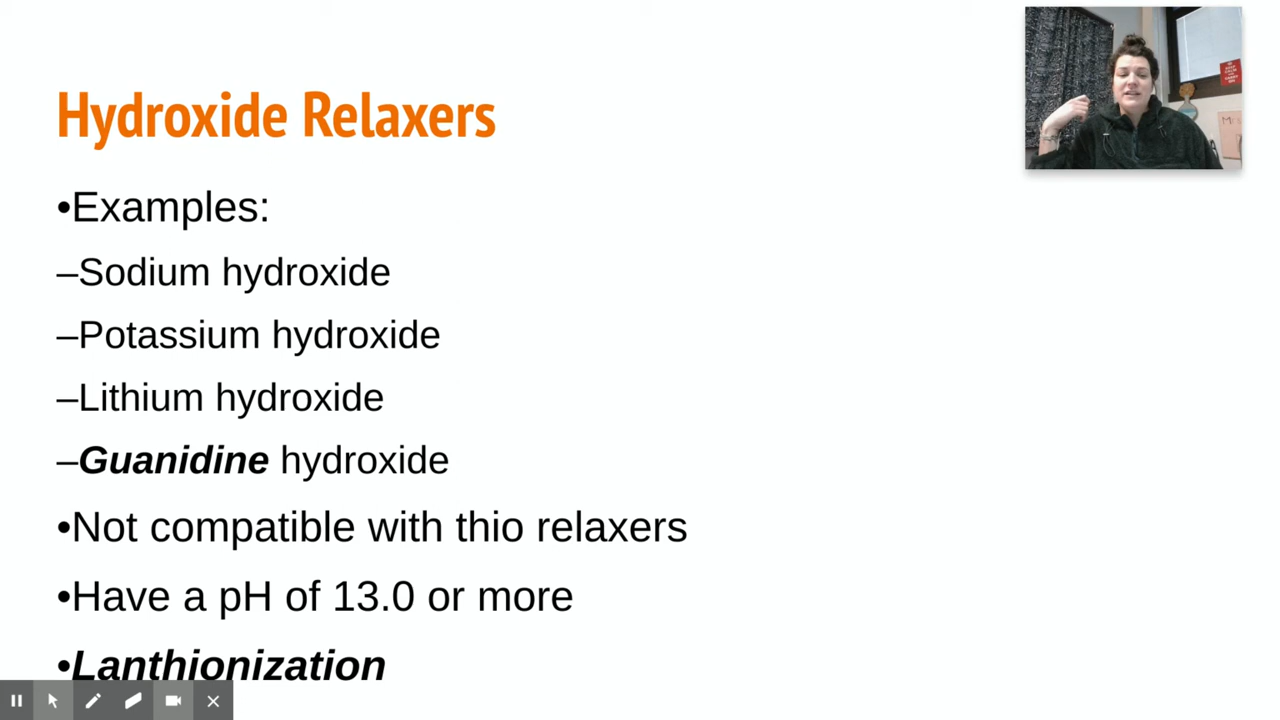 Hydroxide Relaxers
•Examples:
–Sodium hydroxide
–Potassium hydroxide
–Lithium hydroxide
–Guanidine hydroxide
•Not compatible with thio relaxers
•Have a pH of 13.0 or more
•Lanthionization